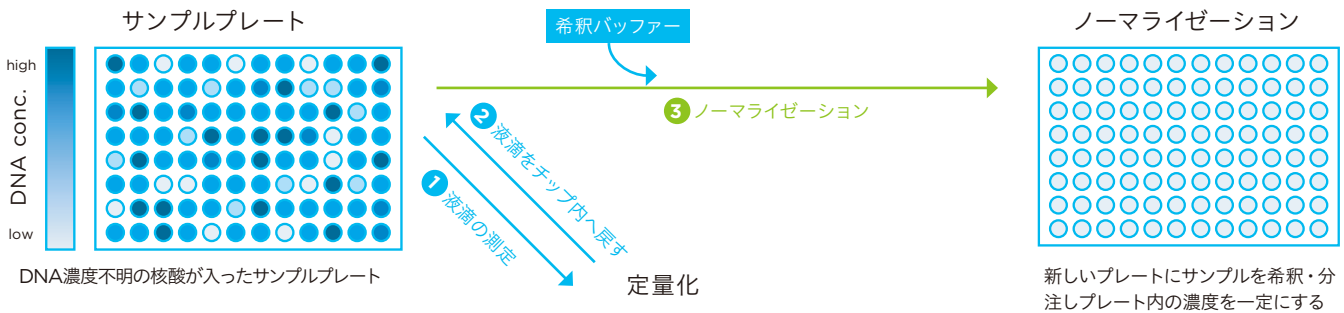 サンプルプレート
希釈バッファー
ノーマライゼーション
high
DNA conc.
low
3 ノーマライゼーション
2 液滴をチップ内へ戻す
1 液滴の測定
定量化
DNA濃度不明の核酸が入ったサンプルプレート
新しいプレートにサンプルを希釈・分
注しプレート内の濃度を一定にする